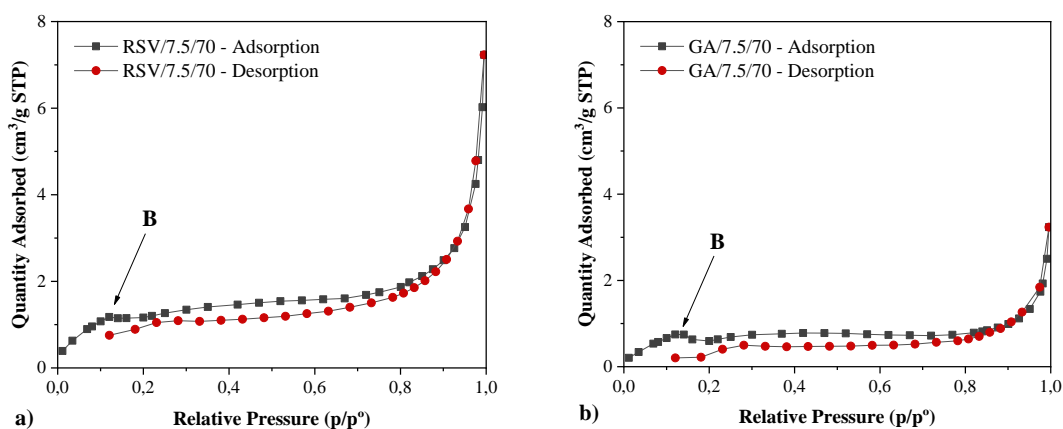 RSV/7.5/70 - Adsorption
RSV/7.5/70 - Desorption
B
Quantity Adsorbed (cm³/g STP)
8
6
4
2
0
0,0 0,2 0,4 0,6 0,8 1,0
Relative Pressure (p/pº)
a)
GA/7.5/70 - Adsorption
GA/7.5/70 - Desorption
B
Quantity Adsorbed (cm³/g STP)
8
6
4
2
0
0,0 0,2 0,4 0,6 0,8 1,0
Relative Pressure (p/pº)
b)